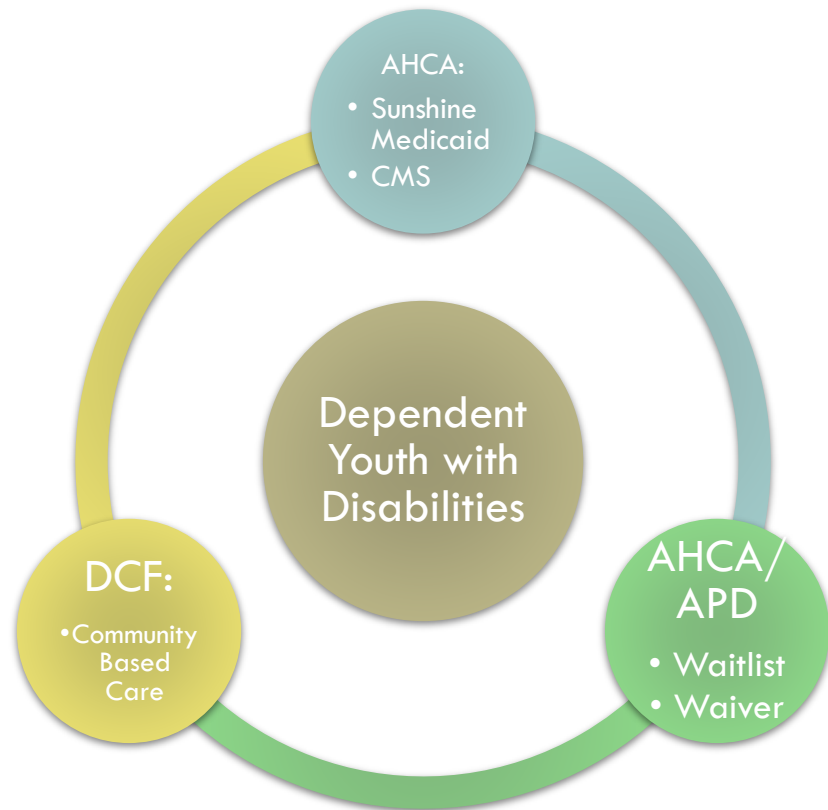 AHCA:
• Sunshine
Medicaid
• CMS
Dependent
Youth with
Disabilities
DCF:
•Community
Based
Care
AHCA/
APD
• Waitlist
• Waiver